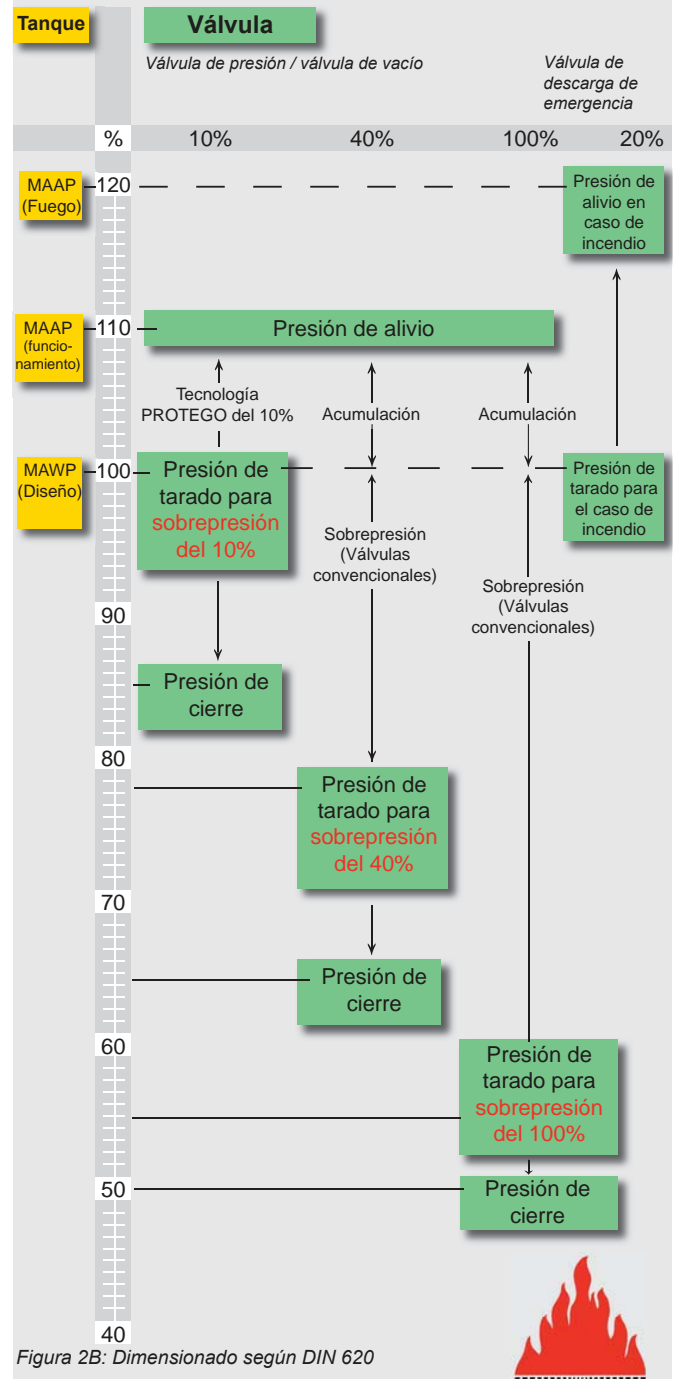 Tanque
Válvula
Válvula de presión / válvula de vacío
Válvula de
descarga de
emergencia
%
10%
40%
100%
20%
MAAP
(Fuego)
120
Presión de
alivio en
caso de
incendio
MAAP
(funcio-
namiento)
110
Presión de alivio
Tecnología
PROTEGO del 10%
Acumulación
Acumulación
MAWP
(Diseño)
100
Presión de
tarado para
sobrepresión
del 10%
Presión de
tarado para
el caso de
incendio
Sobrepresión
(Válvulas
convencionales)
Sobrepresión
(Válvulas
convencionales)
90
Presión de
cierre
80
Presión de
tarado para
sobrepresión
del 40%
70
Presión de
cierre
60
Presión de
tarado para
sobrepresión
del 100%
50
Presión de
cierre
40
Figura 2B: Dimensionado según DIN 620